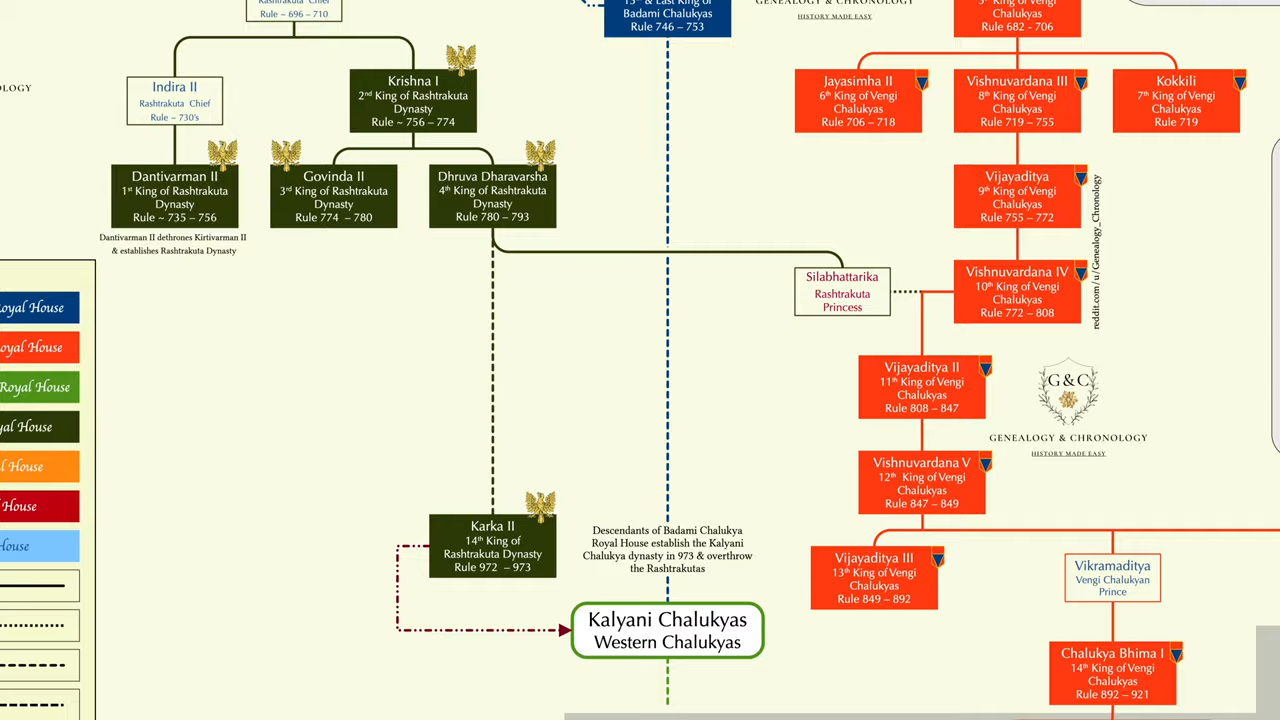 Rashtrakuta Chief
Rule ~ 696 – 710
Indira II
Rashtrakuta Chief
Rule ~ 730's
Krishna I
2nd King of Rashtrakuta
Dynasty
Rule ~ 756 – 774
Dantivarman II
1st King of Rashtrakuta
Dynasty
Rule ~ 735 – 756
Dantivarman II dethrones Kirtivarman II
& establishes Rashtrakuta Dynasty
Govinda II
3rd King of Rashtrakuta
Dynasty
Rule 774 – 780
Dhruva Dharavarsha
4th King of Rashtrakuta
Dynasty
Rule 780 – 793
13th & Last King of
Badami Chalukyas
Rule 746 – 753
GENEALOGY & CHRONOLOGY
HISTORY MADE EASY
5th King of Vengi
Chalukyas
Rule 682 - 706
Jayasimha II
6th King of Vengi
Chalukyas
Rule 706 – 718
Vishnuvardana III
8th King of Vengi
Chalukyas
Rule 719 – 755
Kokkili
7th King of Vengi
Chalukyas
Rule 719
Vijayaditya
9th King of Vengi
Chalukyas
Rule 755 – 772
Silabhattarika
Rashtrakuta
Princess
Vishnuvardana IV
10th King of Vengi
Chalukyas
Rule 772 – 808
reddit.com/u/Genealogy_Chronology
Vijayaditya II
11th King of Vengi
Chalukyas
Rule 808 – 847
G&C
GENEALOGY & CHRONOLOGY
HISTORY MADE EASY
Vishnuvardana V
12th King of Vengi
Chalukyas
Rule 847 – 849
Karka II
14th King of
Rashtrakuta Dynasty
Rule 972 – 973
Descendants of Badami Chalukya
Royal House establish the Kalyani
Chalukya dynasty in 973 & overthrow
the Rashtrakutas
Kalyani Chalukyas
Western Chalukyas
Vijayaditya III
13th King of Vengi
Chalukyas
Rule 849 – 892
Vikramaditya
Vengi Chalukyan
Prince
Chalukya Bhima I
14th King of Vengi
Chalukyas
Rule 892 – 921
OLOGY
Royal House
oyal House
Royal House
yal House
l House
House
House